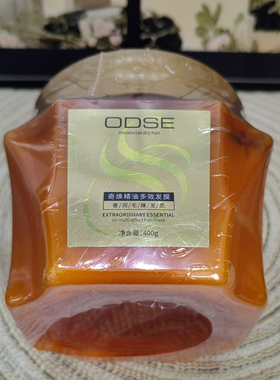 ODSE
moisturize dry hair
奇焕精油多效发膜
EXTRAORDINARY ESSENTIAL
oil multi-effect hair mask
净含量:400g